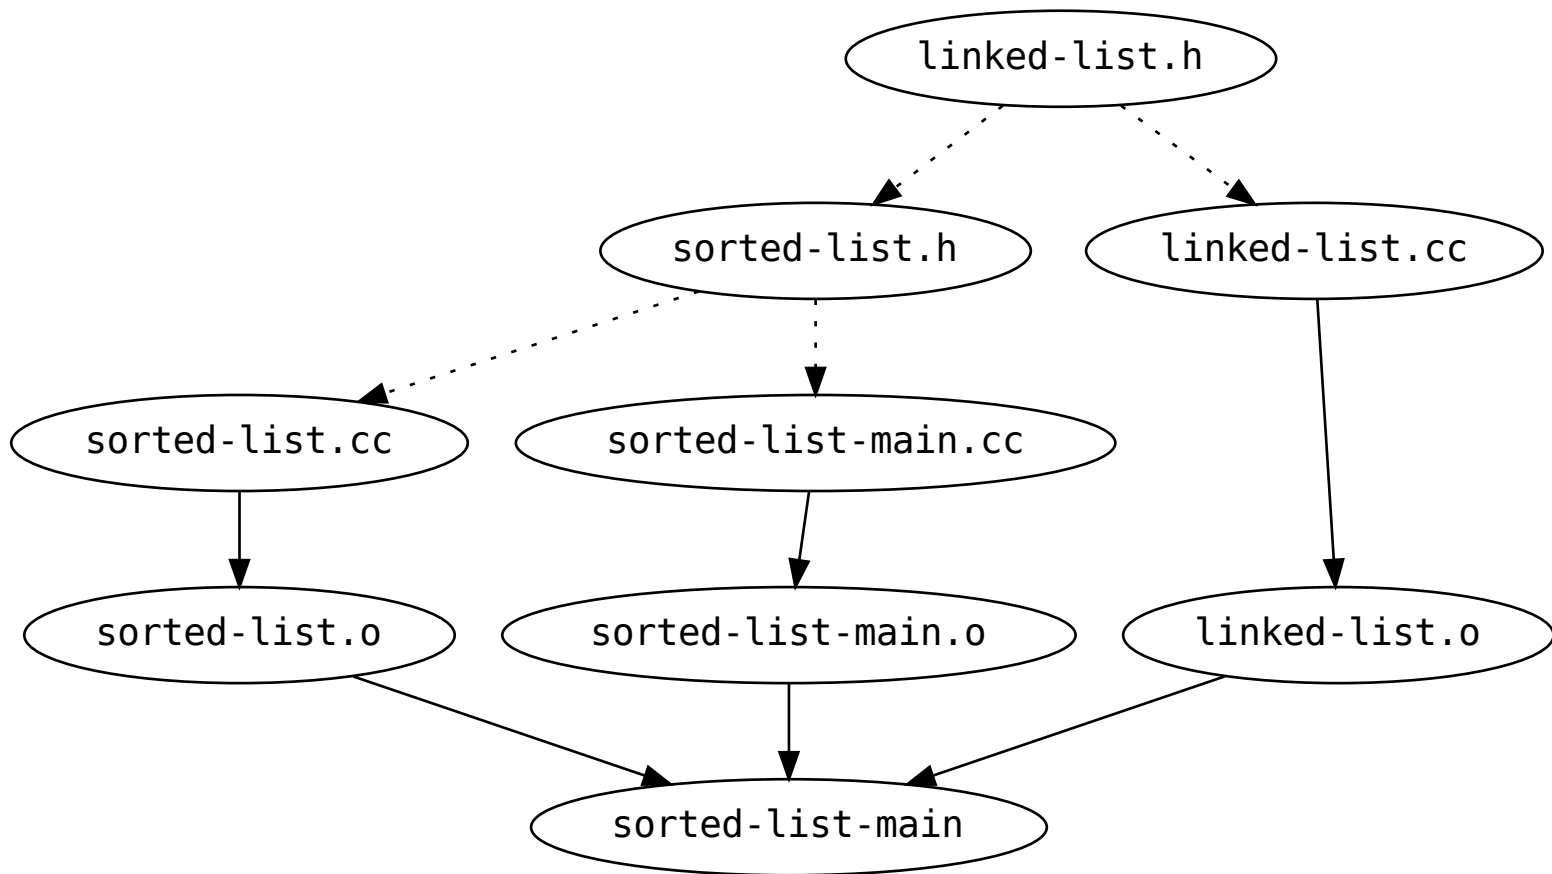 linked-list.h
sorted-list.h
linked-list.cc
sorted-list.cc
sorted-list-main.cc
sorted-list.o
sorted-list-main.o
linked-list.o
sorted-list-main